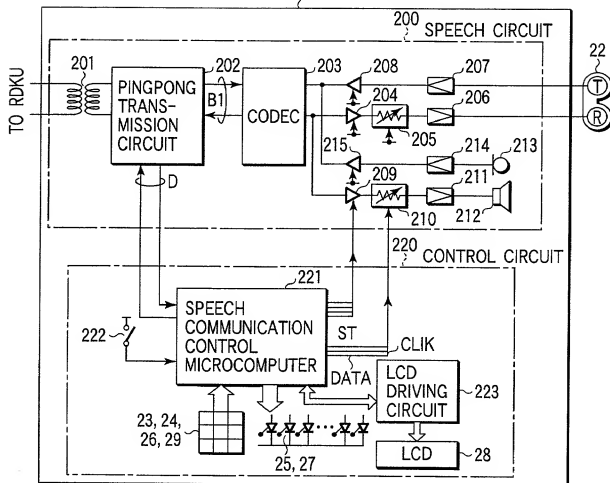 200
SPEECH CIRCUIT
22
201
202
203
208
207
TO RDKU
PINGPONG
TRANS-
MISSION
CIRCUIT
B1
CODEC
204
206
T
R
205
215
214
213
D
209
211
210
212
220
CONTROL CIRCUIT
221
SPEECH
COMMUNICATION
CONTROL
MICROCOMPUTER
222
ST
CLIK
DATA
LCD
DRIVING
CIRCUIT
223
23, 24,
26, 29
25, 27
LCD
28